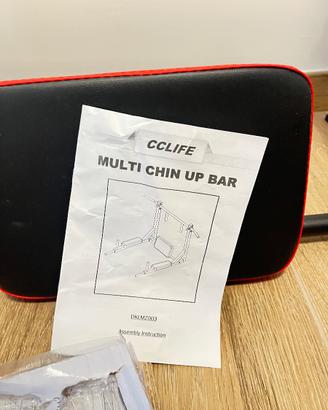 CCLIFE
MULTI CHIN UP BAR
DKLMZ003
Assembly Instruction